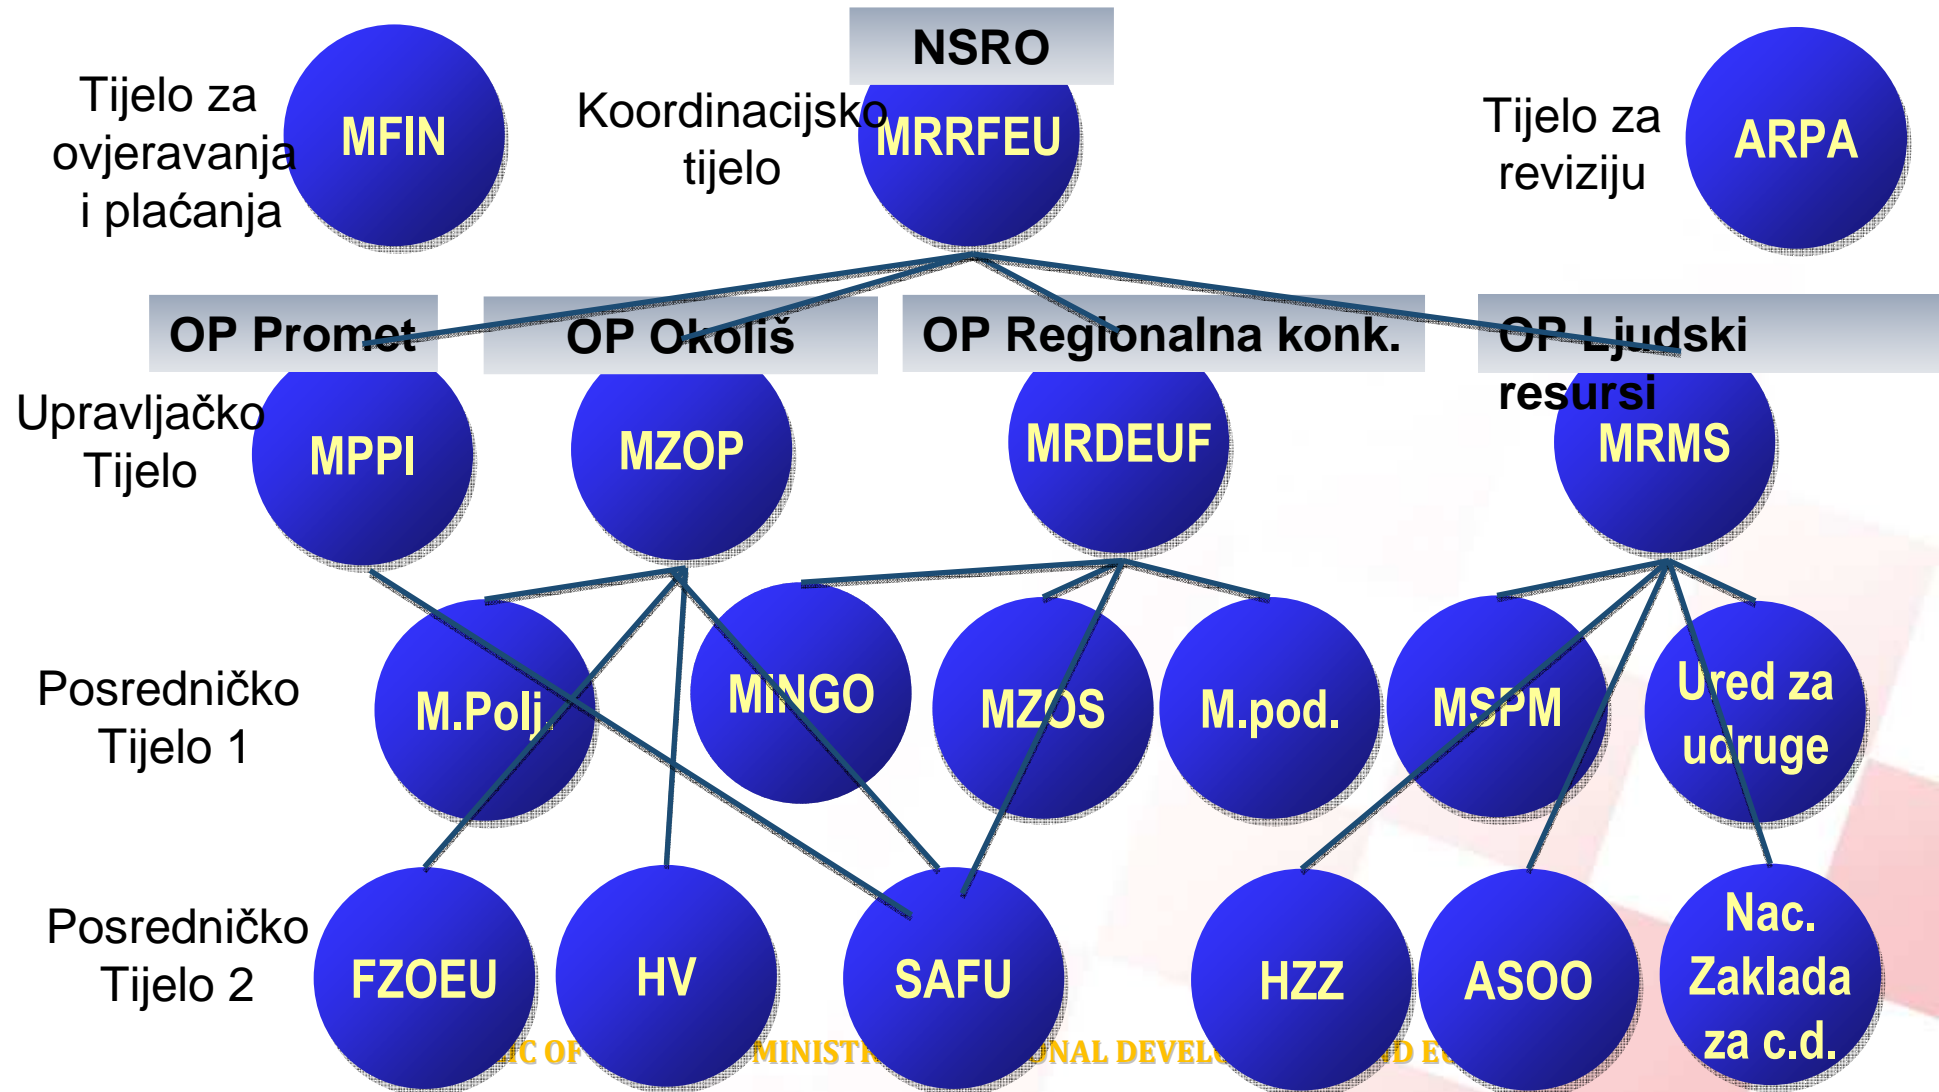 NSRO
Tijelo za
ovjeravanja
i plaćanja
MFIN
Koordinacijsko
tijelo
MRRFEU
Tijelo za
reviziju
ARPA
OP Promet
OP Okoliš
OP Regionalna konk.
OP Ljudski
resursi
Upravljačko
Tijelo
MPPI
MZOP
MRDEUF
MRMS
Posredničko
Tijelo 1
M.Polj.
MINGO
MZOS
M.pod.
MSPM
Ured za
udruge
Posredničko
Tijelo 2
FZOEU
HV
SAFU
HZZ
ASOO
Nac.
Zaklada
za c.d.
OF